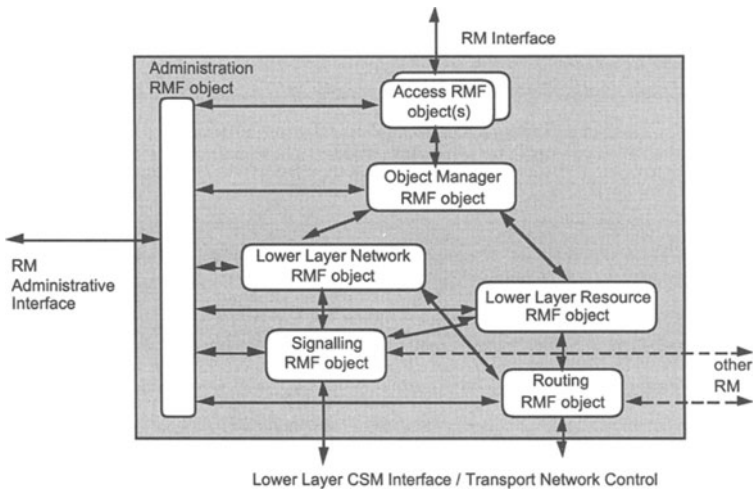 RM Interface
Administration
RMF object
Access RMF
object(s)
Object Manager
RMF object
RM
Administrative
Interface
Lower Layer Network
RMF object
Lower Layer Resource
RMF object
Signalling
RMF object
other
RM
Routing
RMF object
Lower Layer CSM Interface / Transport Network Control